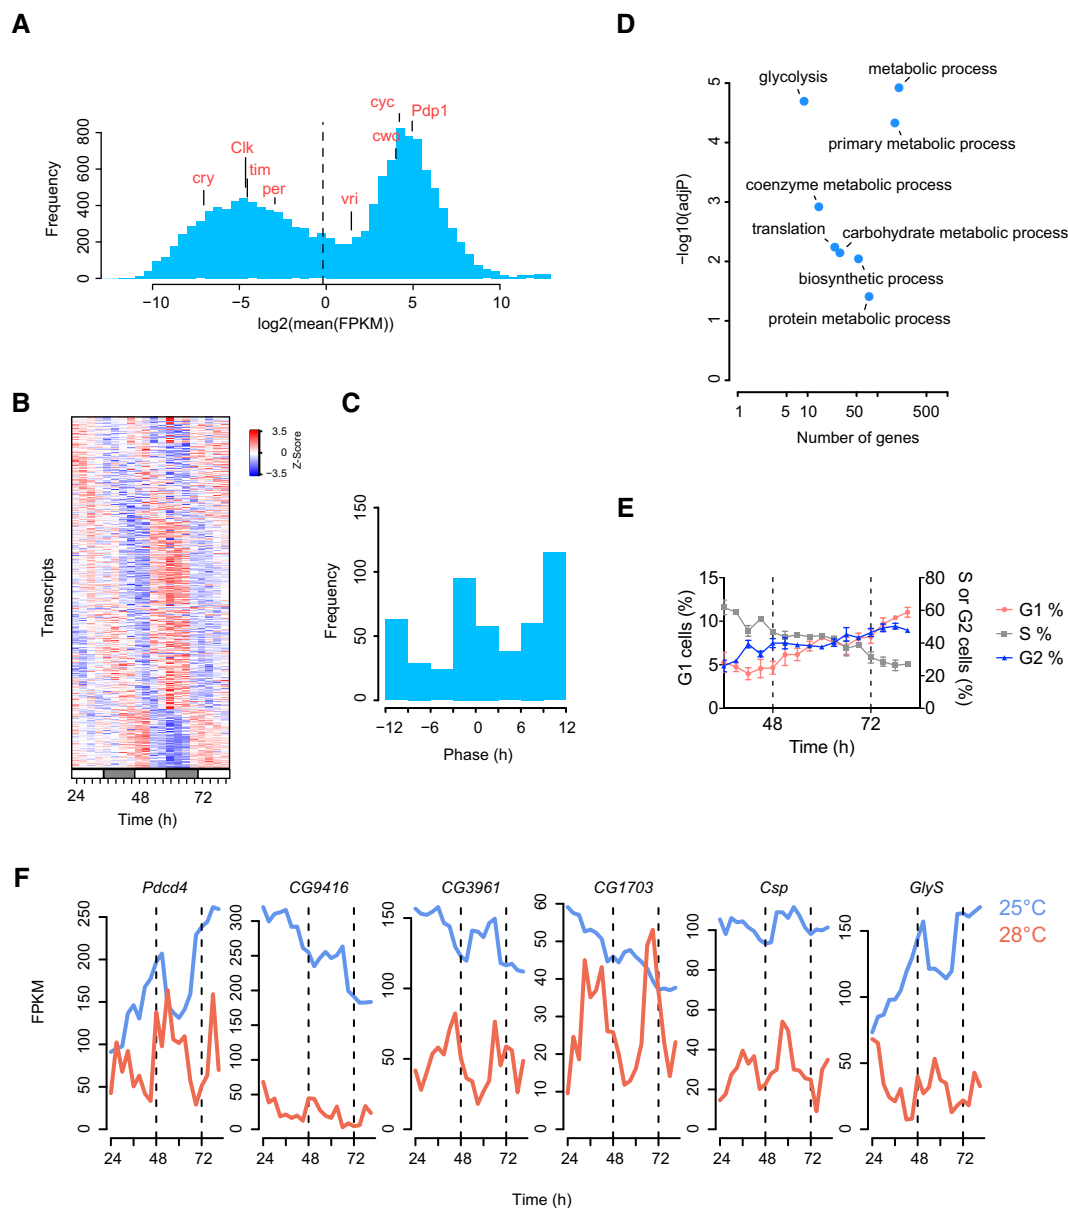 A
cyc
Pdp1
cwo
Clk
tim
cry
per
vri
Frequency
0 200 400 600 800
−10 −5 0 5 10
log2(mean(FPKM))
D
glycolysis
metabolic process
primary metabolic process
coenzyme metabolic process
translation
carbohydrate metabolic process
biosynthetic process
protein metabolic process
−log10(adjP)
0 1 2 3 4 5
1 5 10 50 500
Number of genes
B
Transcripts
3.5
0
−3.5
Z-Score
24 48 72
Time (h)
C
Frequency
0 50 100 150
−12 −6 0 6 12
Phase (h)
E
G1 cells (%)
0 5 10 15
S or G2 cells (%)
0 20 40 60 80
48 72
Time (h)
G1 %
S %
G2 %
F
Pdcd4
CG9416
CG3961
CG1703
Csp
GlyS
25°C
28°C
FPKM
0 50 100 150 200 250
0 50 100 150 200 250 300
0 50 100 150
0 10 20 30 40 50 60
0 20 40 60 80 100
0 50 100 150
24 48 72
24 48 72
24 48 72
24 48 72
24 48 72
24 48 72
Time (h)